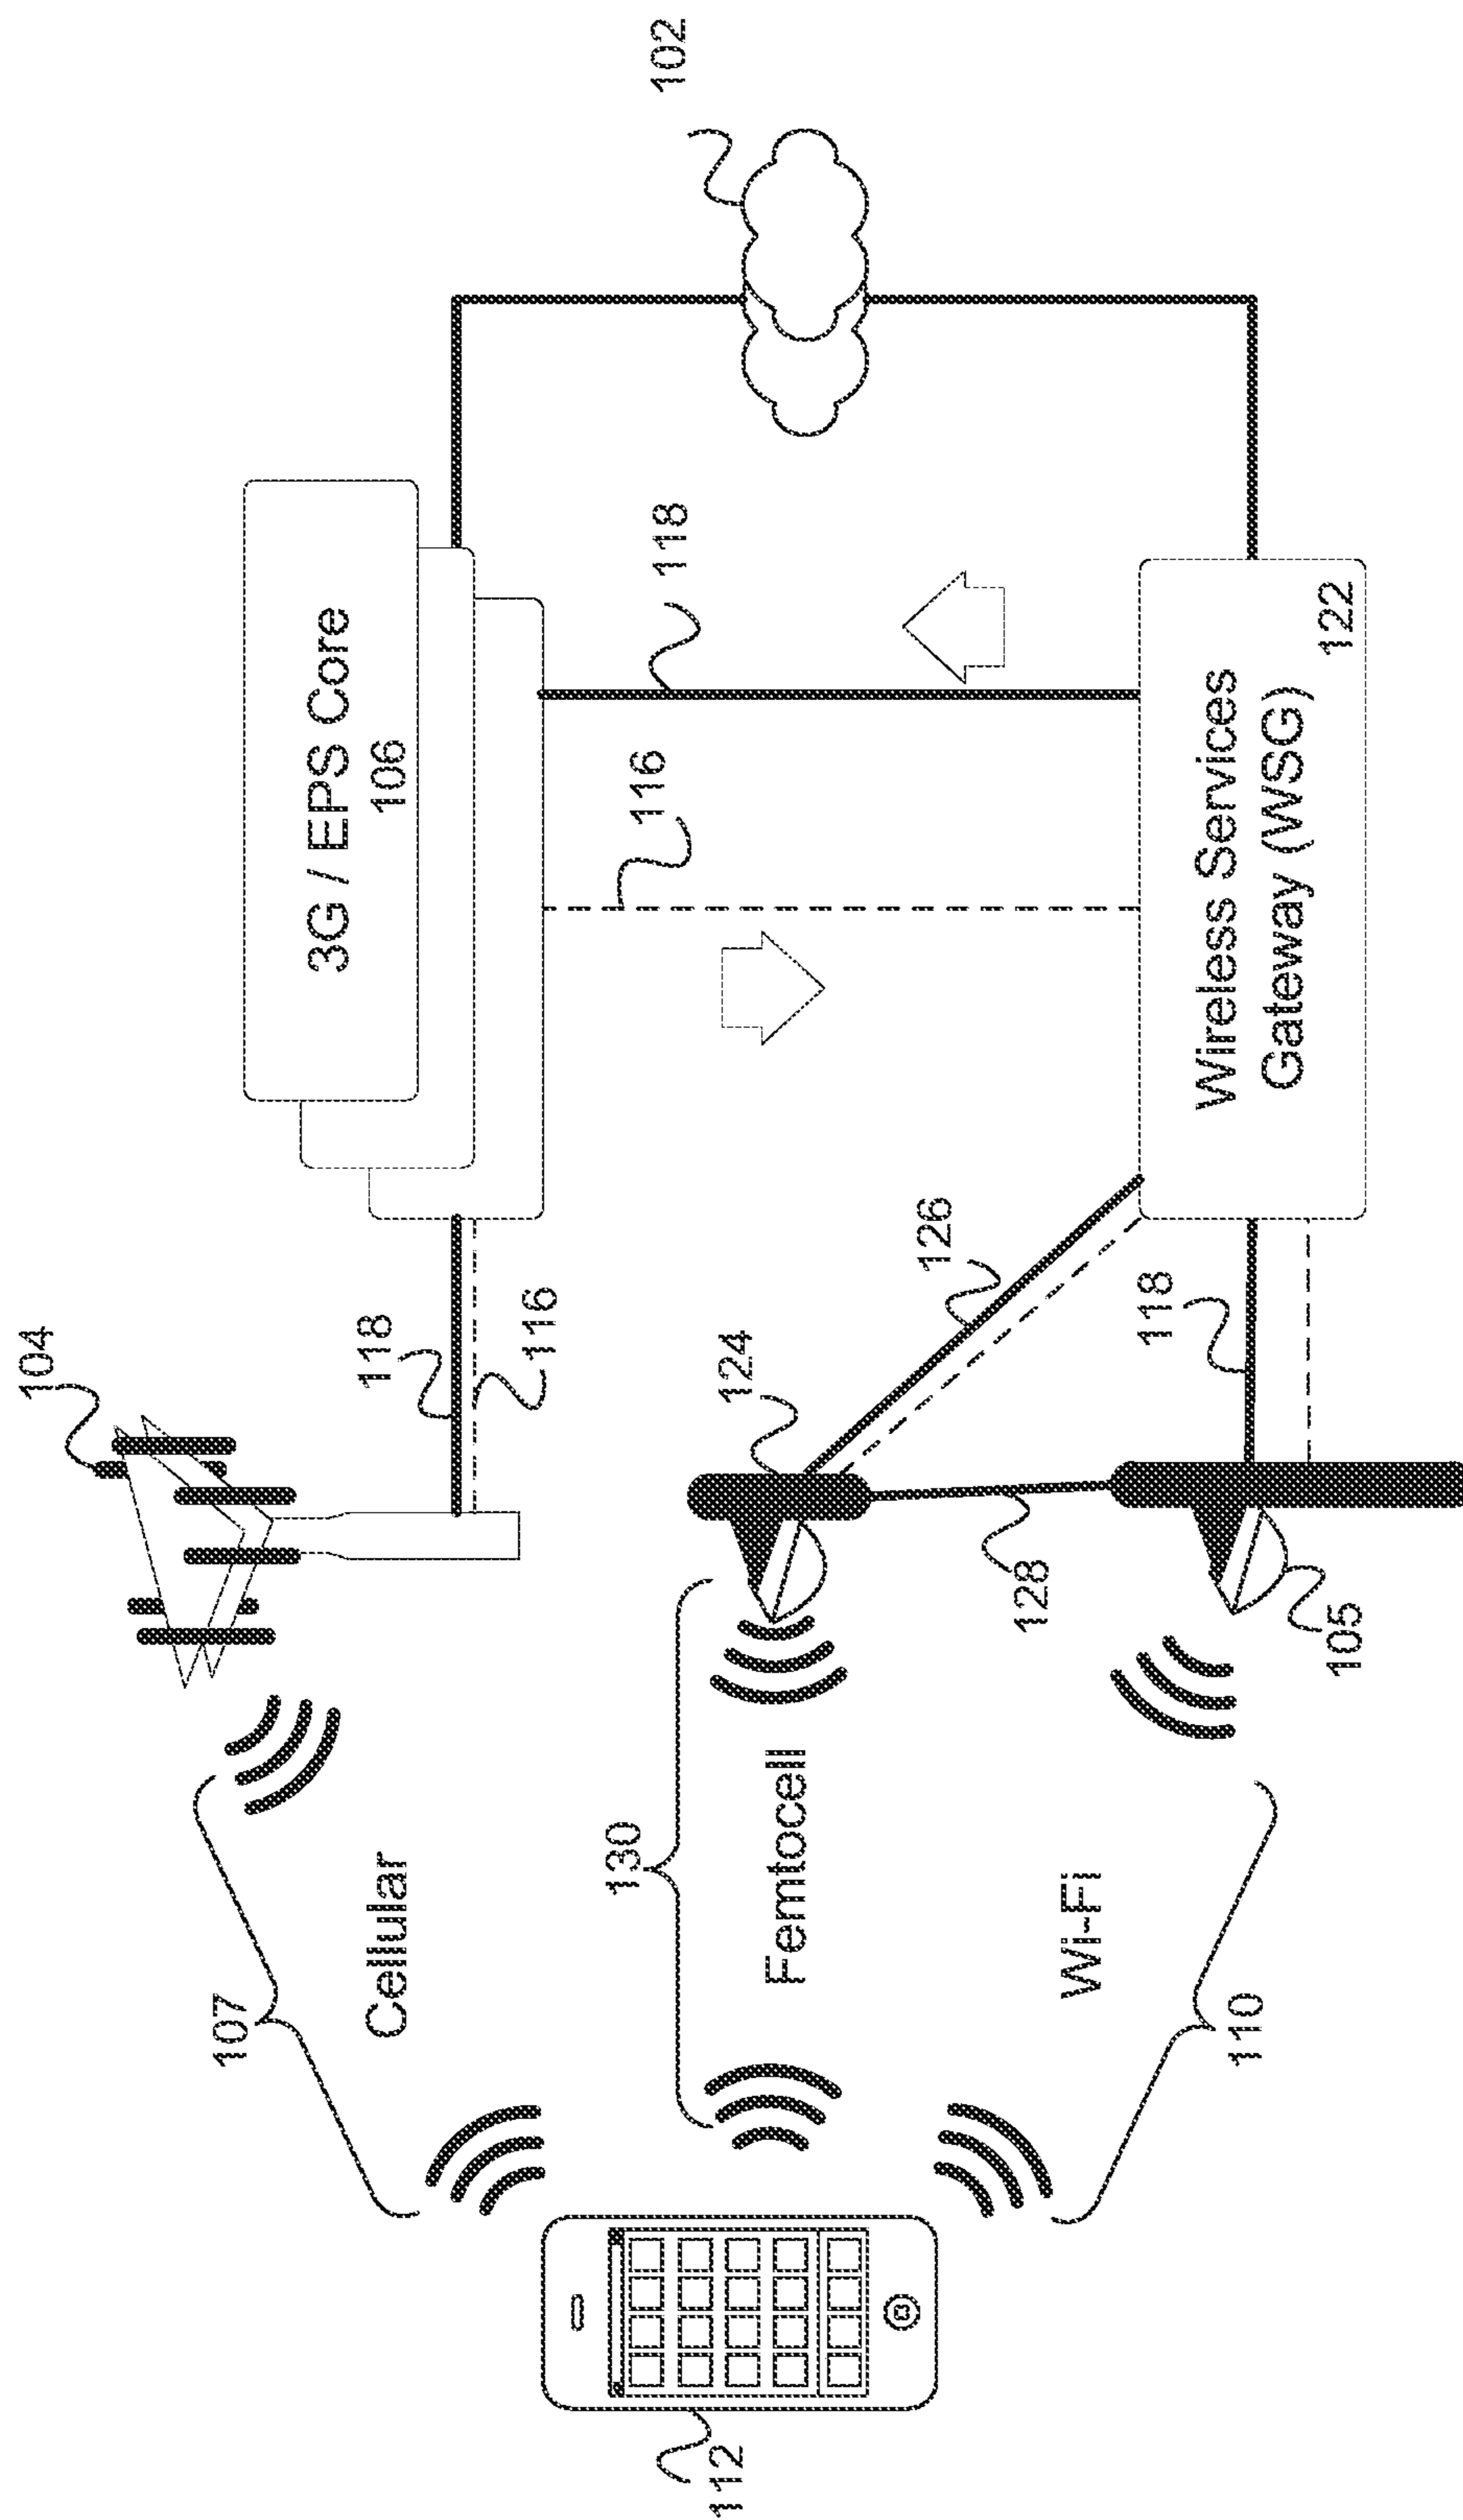 104
107
Cellular
118
116
3G / EPS Core
106
102
112
130
Femtocell
124
126
116
118
Wi-Fi
128
110
105
118
Wireless Services
Gateway (WSG)
122